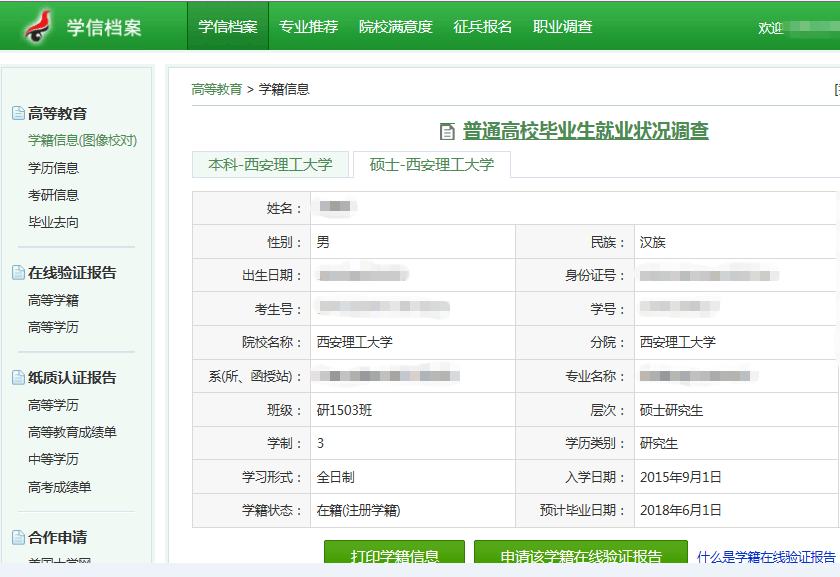 学信档案
学信档案 专业推荐 院校满意度 征兵报名 职业调查
欢迎
高等教育
学籍信息(图像校对)
学历信息
考研信息
毕业去向
在线验证报告
高等学籍
高等学历
纸质认证报告
高等学历
高等教育成绩单
中等学历
高考成绩单
合作申请
美国大学网
高等教育 > 学籍信息
普通高校毕业生就业状况调查
本科-西安理工大学 硕士-西安理工大学
姓名：
性别： 男 民族： 汉族
出生日期： 身份证号：
考生号： 学号：
院校名称： 西安理工大学 分院： 西安理工大学
系(所、函授站)： 专业名称：
班级： 研1503班 层次： 硕士研究生
学制： 3 学历类别： 研究生
学习形式： 全日制 入学日期： 2015年9月1日
学籍状态： 在籍(注册学籍) 预计毕业日期： 2018年6月1日
打印学籍信息 申请该学籍在线验证报告 什么是学籍在线验证报告